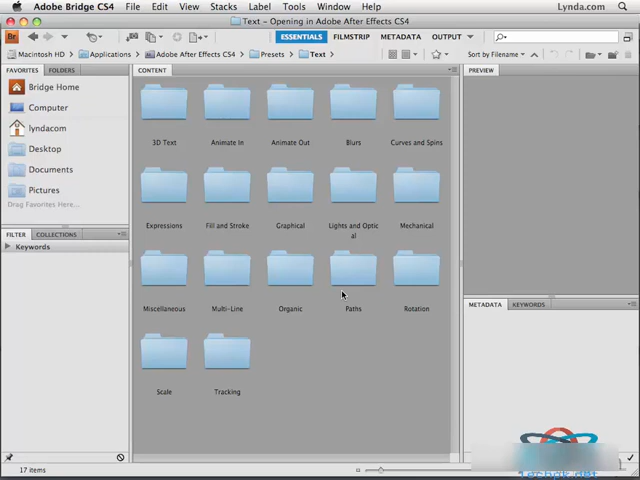 Adobe Bridge CS4 File Edit View Stacks Label Tools Window Help Lynda.com
Text – Opening in Adobe After Effects CS4
Br ESSENTIALS FILMSTRIP METADATA OUTPUT
Macintosh HD Applications Adobe After Effects CS4 Presets Text Sort by Filename
FAVORITES FOLDERS
Bridge Home
Computer
lyndacom
Desktop
Documents
Pictures
Drag Favorites Here...
FILTER COLLECTIONS
Keywords
CONTENT
3D Text Animate In Animate Out Blurs Curves and Spins
Expressions Fill and Stroke Graphical Lights and Optic
al
Mechanical
Miscellaneous Multi-Line Organic Paths Rotation
Scale Tracking
PREVIEW
METADATA KEYWORDS
17 items